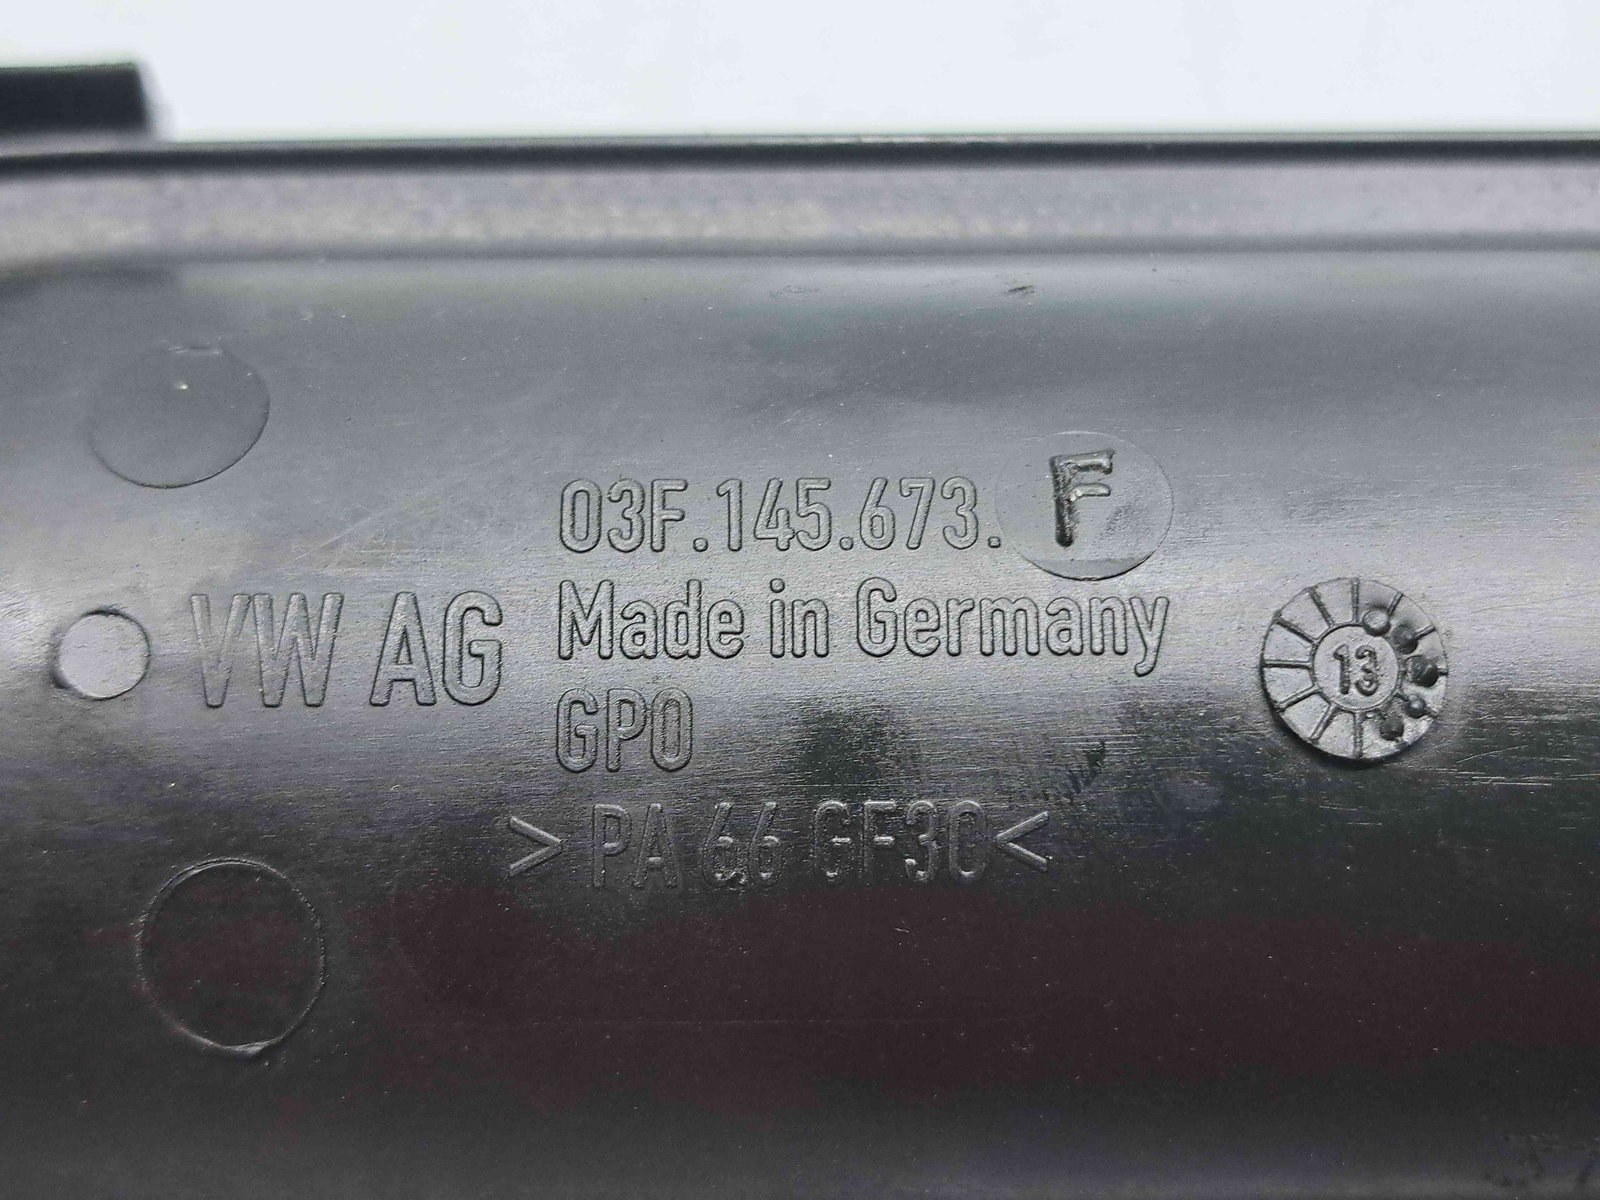 03F.145.673. F
VW AG
Made in Germany
GPO
>PA 66 GF30<
13